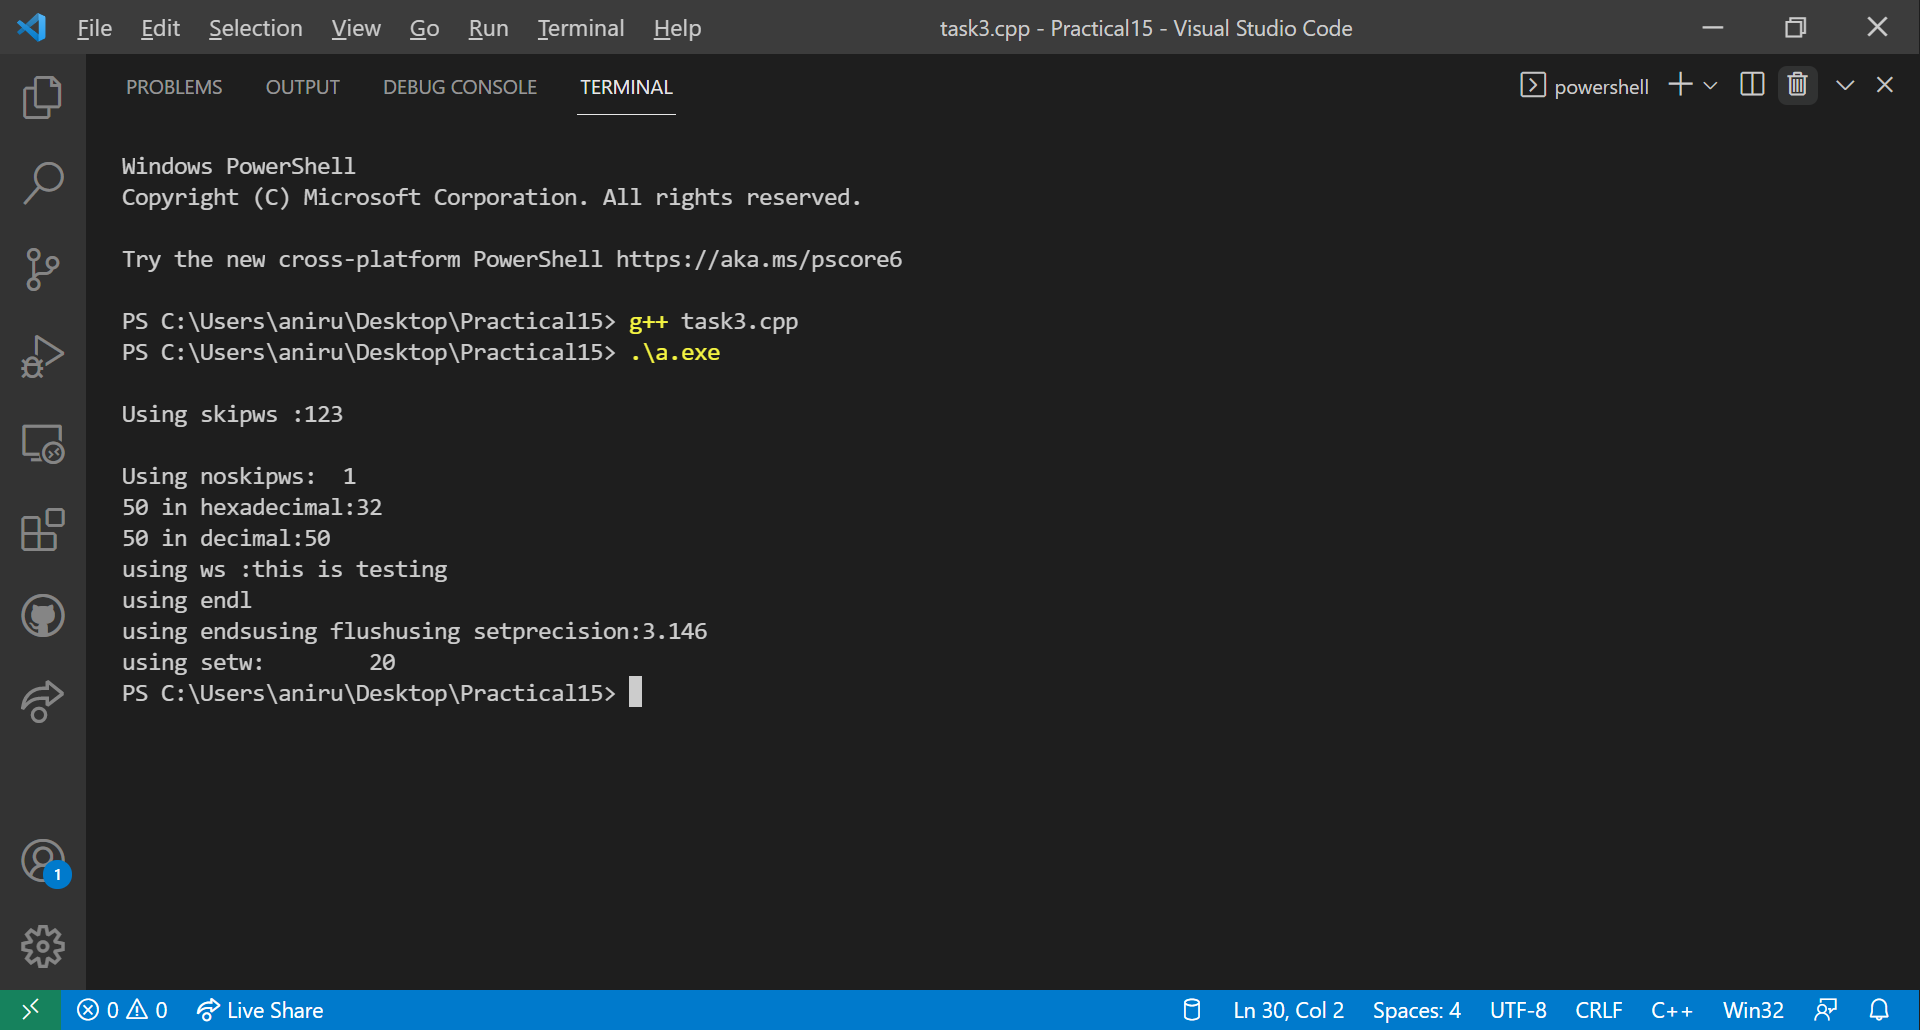 File Edit Selection View Go Run Terminal Help task3.cpp - Practical15 - Visual Studio Code
PROBLEMS OUTPUT DEBUG CONSOLE TERMINAL powershell
Windows PowerShell
Copyright (C) Microsoft Corporation. All rights reserved.
Try the new cross-platform PowerShell https://aka.ms/pscore6
PS C:\Users\aniru\Desktop\Practical15> g++ task3.cpp
PS C:\Users\aniru\Desktop\Practical15> .\a.exe
Using skipws :123
Using noskipws:  1
50 in hexadecimal:32
50 in decimal:50
using ws :this is testing
using endl
using endsusing flushusing setprecision:3.146
using setw:        20
PS C:\Users\aniru\Desktop\Practical15>
1
0 0 Live Share Ln 30, Col 2 Spaces: 4 UTF-8 CRLF C++ Win32